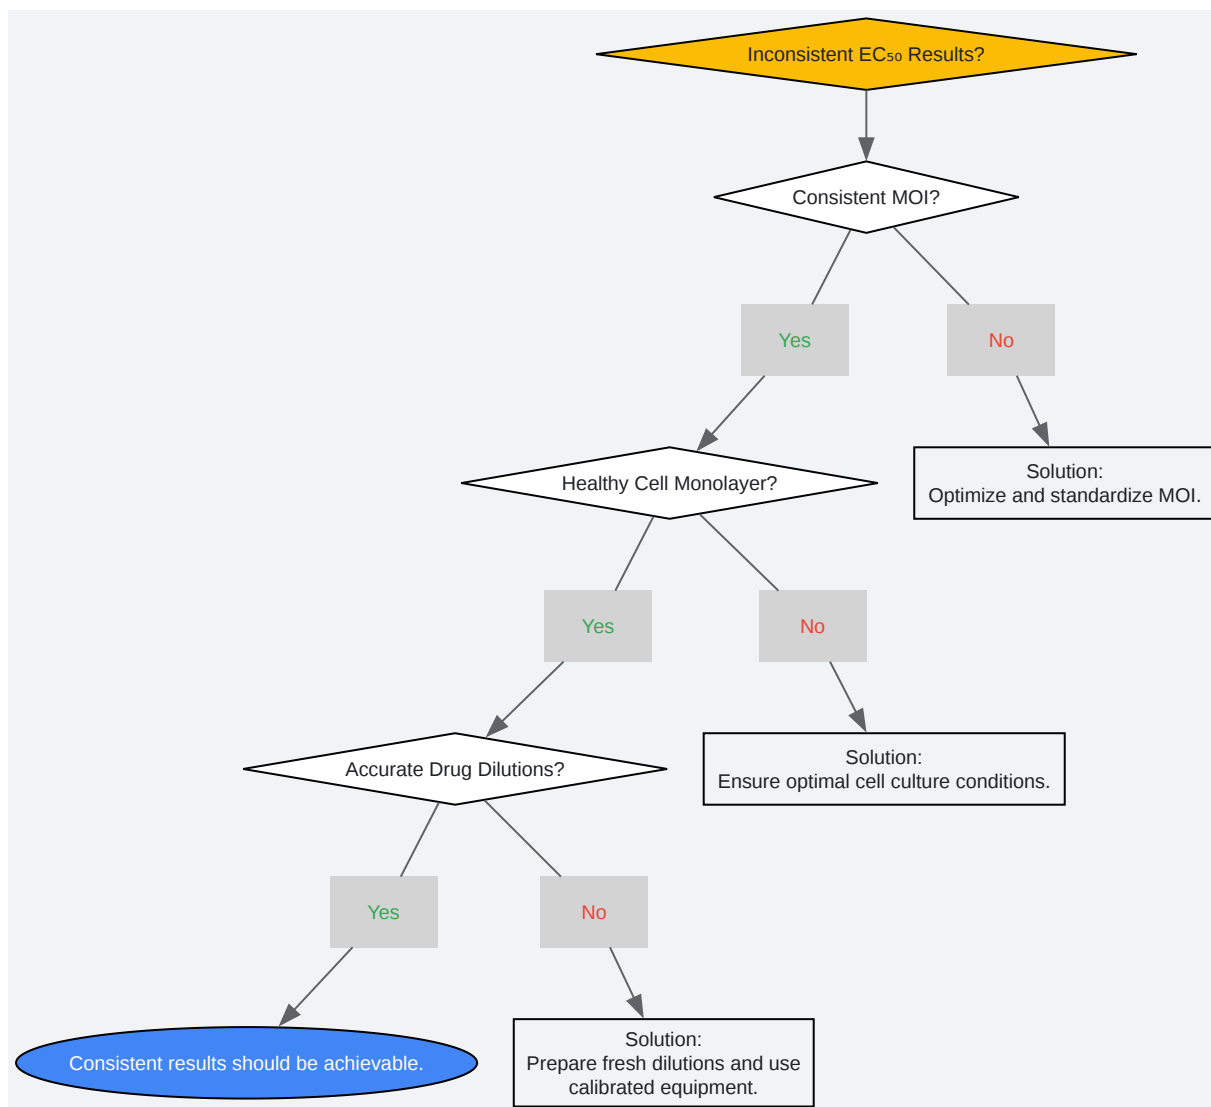 Inconsistent EC₅₀ Results?
Consistent MOI?
Yes
No
Solution:
Optimize and standardize MOI.
Healthy Cell Monolayer?
Yes
No
Solution:
Ensure optimal cell culture conditions.
Accurate Drug Dilutions?
Yes
No
Consistent results should be achievable.
Solution:
Prepare fresh dilutions and use
calibrated equipment.